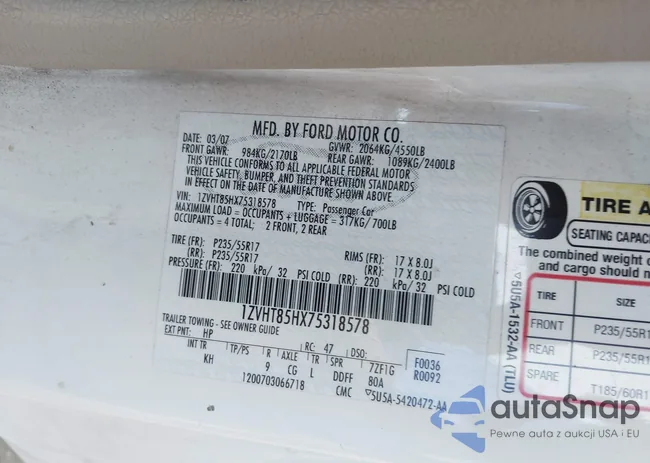 MFD. BY FORD MOTOR CO.
DATE: 03/07 GVWR: 2064KG/4550LB
FRONT GAWR: 984KG/2170LB REAR GAWR: 1089KG/2400LB
THIS VEHICLE CONFORMS TO ALL APPLICABLE FEDERAL MOTOR
VEHICLE SAFETY, BUMPER, AND THEFT PREVENTION STANDARDS
IN EFFECT ON THE DATE OF MANUFACTURE SHOWN ABOVE.
VIN: 1ZVHT85HX75318578 TYPE: Passenger Car
MAXIMUM LOAD = OCCUPANTS + LUGGAGE = 317KG/700LB
OCCUPANTS = 4 TOTAL: 2 FRONT, 2 REAR
TIRE (FR): P235/55R17 RIMS (FR): 17 X 8.0J
(RR): P235/55R17 (RR): 17 X 8.0J
PRESSURE (FR): 220 kPa/ 32 PSI COLD (RR): 220 kPa/ 32 PSI COLD
1ZVHT85HX75318578
TRAILER TOWING - SEE OWNER GUIDE
EXT PNT: HP RC: 47 DSO: F0036
INT TR TP/PS R AXLE TR SPR 7ZF1G R0092
KH 9 CG L DDFF 80A
1200703066718 CMC ▽5U5A-5420472-AA
▽5U5A-1532-AA (TLU)
TIRE A
SEATING CAPAC
The combined weight o
and cargo should n
TIRE SIZE
FRONT P235/55R1
REAR P235/55R1
SPARE T185/60R1
autaSnap
Pewne auta z aukcji USA i EU